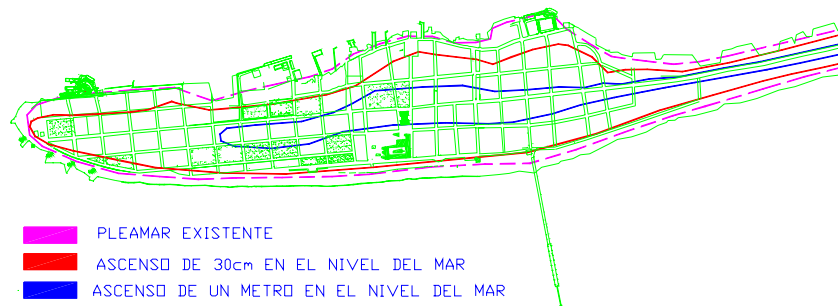 PLEAMAR EXISTENTE
ASCENSO DE 30cm EN EL NIVEL DEL MAR
ASCENSO DE UN METRO EN EL NIVEL DEL MAR